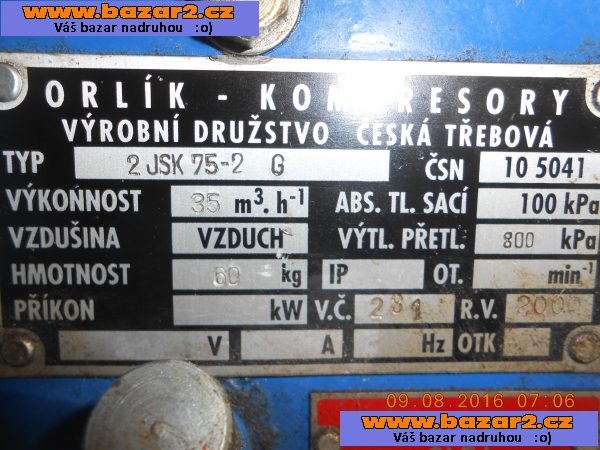 www.bazar2.cz
Váš bazar nadruhou :o)
ORLÍK - KOMPRESORY
VÝROBNÍ DRUŽSTVO ČESKÁ TŘEBOVÁ
TYP 2 JSK 75-2 G ČSN 10 5041
VÝKONNOST 35 m³. h⁻¹ ABS. TL. SACÍ 100 kPa
VZDUŠINA VZDUCH VÝTL. PŘETL. 800 kPa
HMOTNOST 60 kg IP OT. min⁻¹
PŘÍKON kW V.Č. 281 R.V. 2000
V A Hz OTK
09.08.2016 07:06
www.bazar2.cz
Váš bazar nadruhou :o)